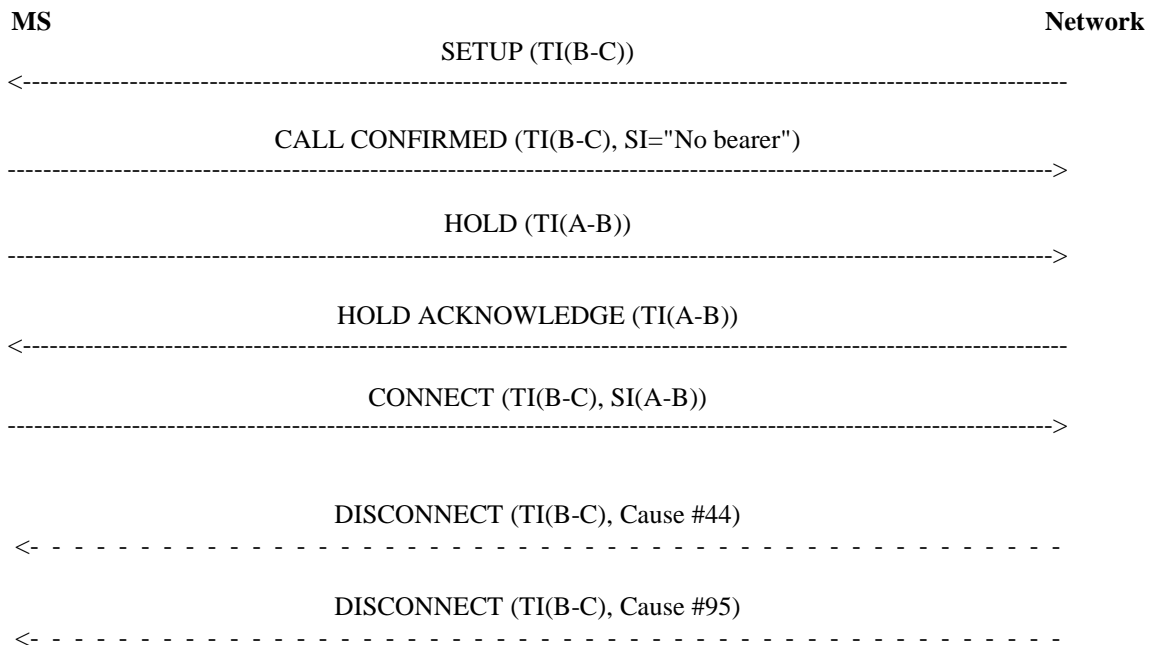 MS Network
SETUP (TI(B-C))
CALL CONFIRMED (TI(B-C), SI="No bearer")
HOLD (TI(A-B))
HOLD ACKNOWLEDGE (TI(A-B))
CONNECT (TI(B-C), SI(A-B))
DISCONNECT (TI(B-C), Cause #44)
DISCONNECT (TI(B-C), Cause #95)